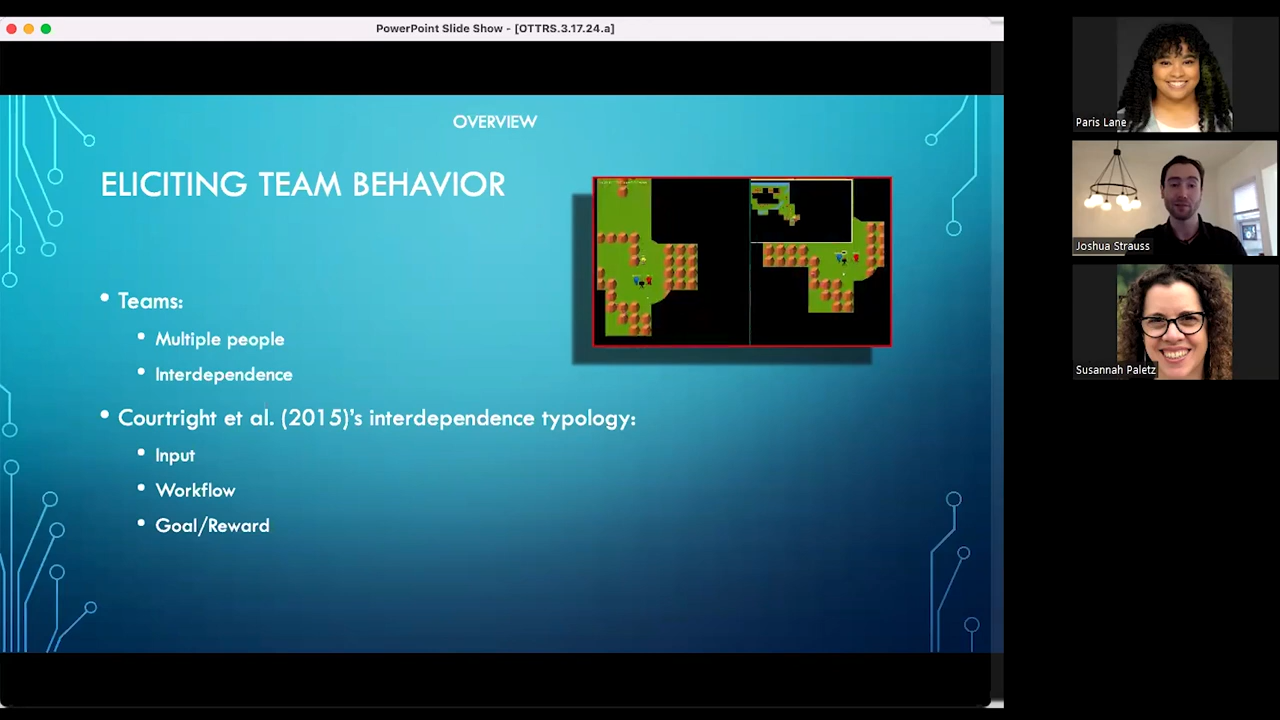 PowerPoint Slide Show - [OTTRS.3.17.24.a]
OVERVIEW
ELICITING TEAM BEHAVIOR
• Teams:
• Multiple people
• Interdependence
• Courtright et al. (2015)'s interdependence typology:
• Input
• Workflow
• Goal/Reward
Paris Lane
Joshua Strauss
Susannah Paletz